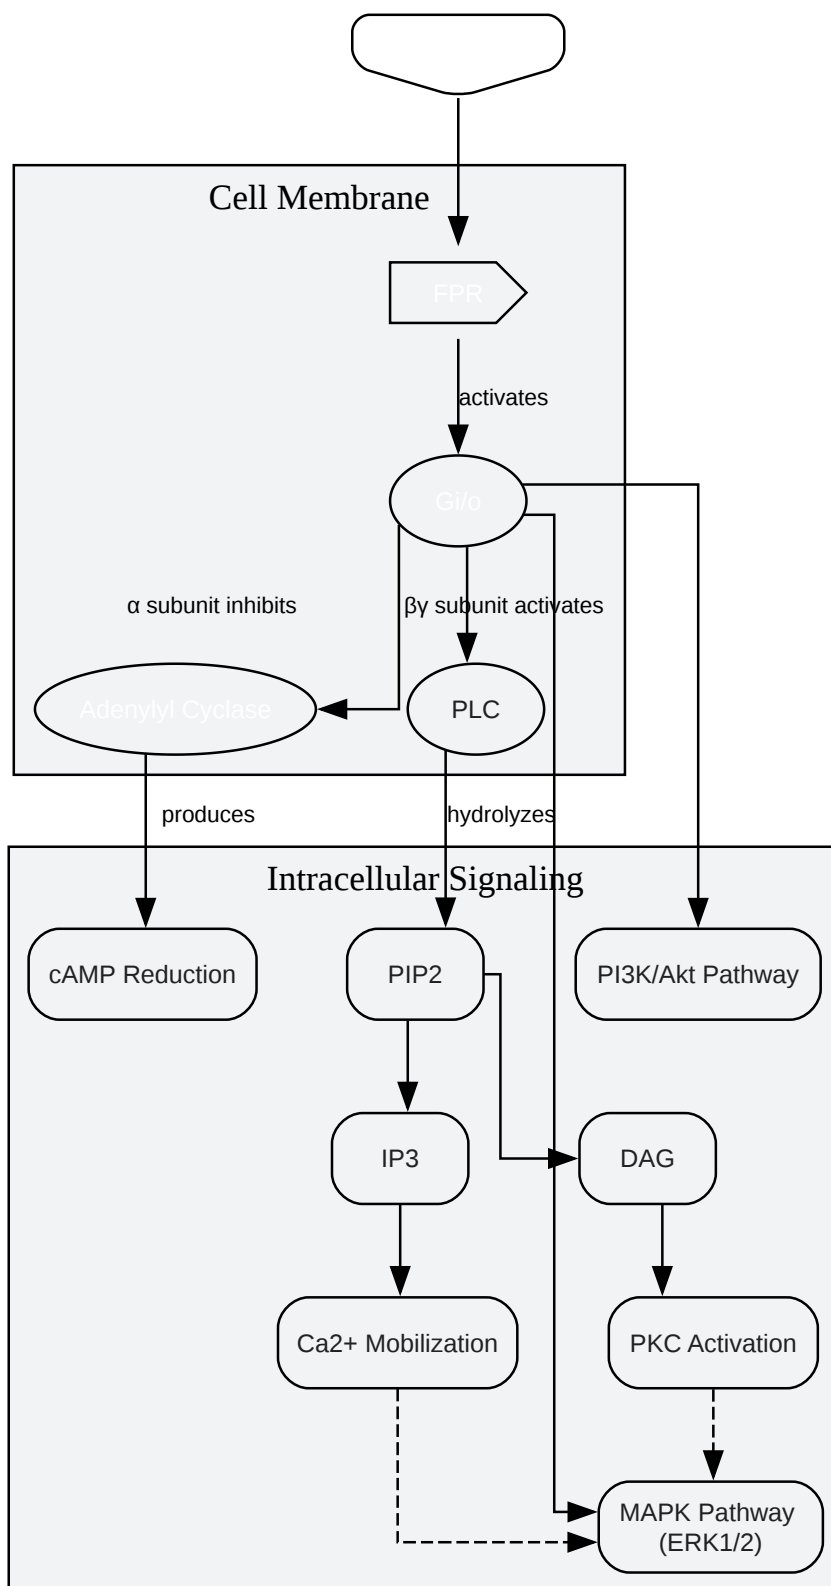 Cell Membrane
FPR
activates
Gi/o
α subunit inhibits
βγ subunit activates
Adenylyl Cyclase
PLC
produces
hydrolyzes
Intracellular Signaling
cAMP Reduction
PIP2
PI3K/Akt Pathway
IP3
DAG
Ca2+ Mobilization
PKC Activation
MAPK Pathway
(ERK1/2)